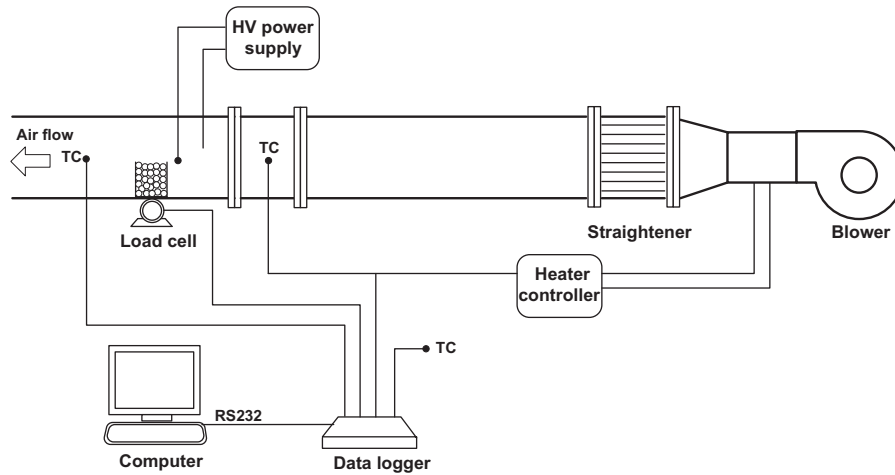 HV power
supply
Air flow
TC
TC
Load cell
Straightener
Blower
Heater
controller
TC
RS232
Computer
Data logger